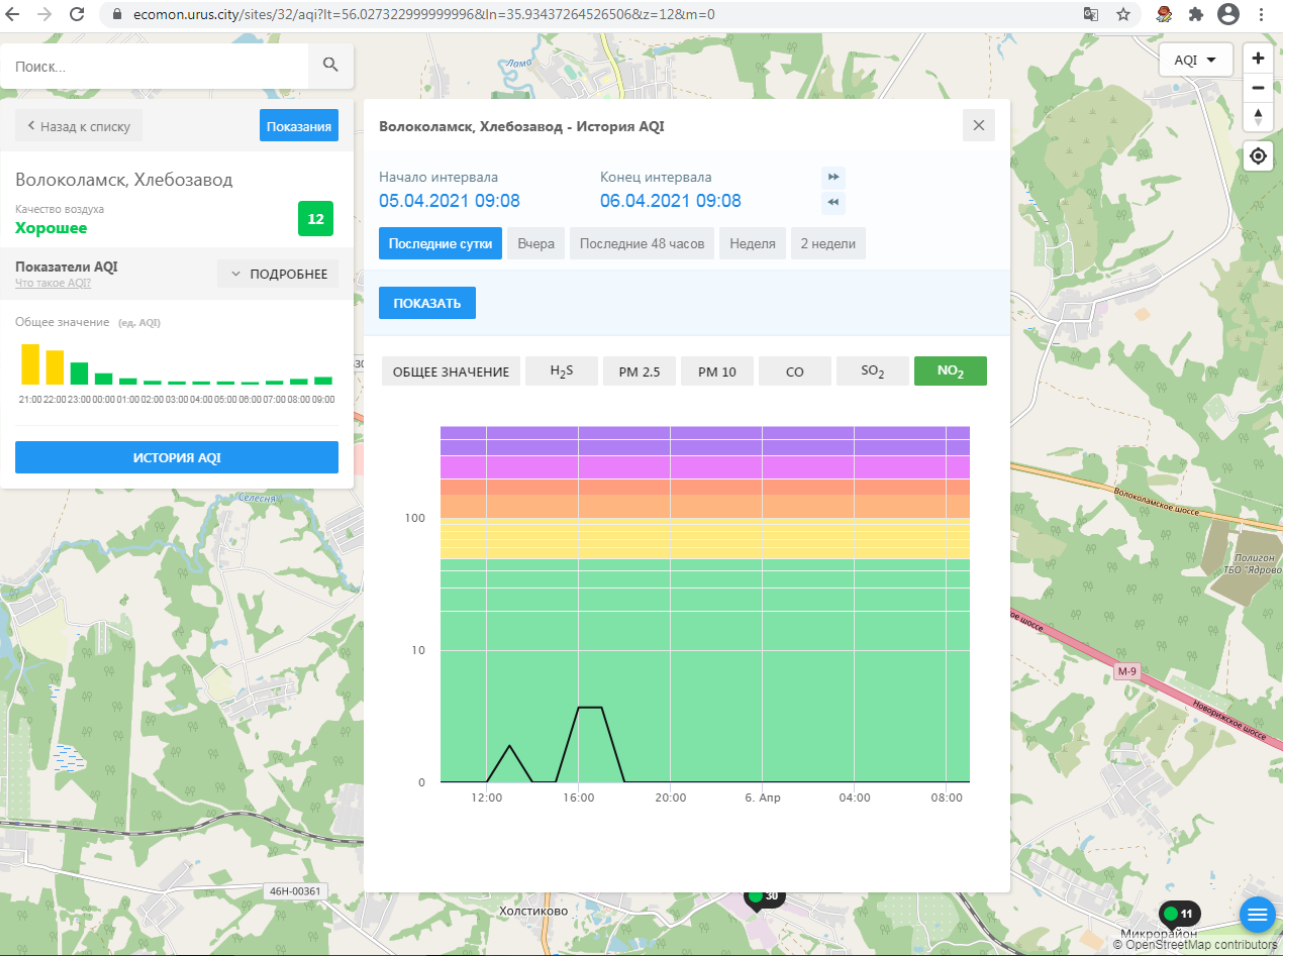 ecomon.urus.city/sites/32/aqi?lt=56.027322999999996&ln=35.93437264526506&z=12&m=0
Поиск...
AQI
Лама
Назад к списку
Показания
Волоколамск, Хлебозавод
Качество воздуха
Хорошее
12
Показатели AQI
Что такое AQI?
ПОДРОБНЕЕ
Общее значение (ед. AQI)
21:00 22:00 23:00 00:00 01:00 02:00 03:00 04:00 05:00 06:00 07:00 08:00 09:00
ИСТОРИЯ AQI
Волоколамск, Хлебозавод - История AQI
Начало интервала
Конец интервала
05.04.2021 09:08
06.04.2021 09:08
Последние сутки
Вчера
Последние 48 часов
Неделя
2 недели
ПОКАЗАТЬ
ОБЩЕЕ ЗНАЧЕНИЕ
H2S
PM 2.5
PM 10
CO
SO2
NO2
100
10
0
12:00
16:00
20:00
6. Апр
04:00
08:00
Селесня
Волоколамское шоссе
Полигон
ТБО "Ядрово
М-9
Новорижское шоссе
46Н-00361
Холстиково
30
11
Микрорайон
© OpenStreetMap contributors